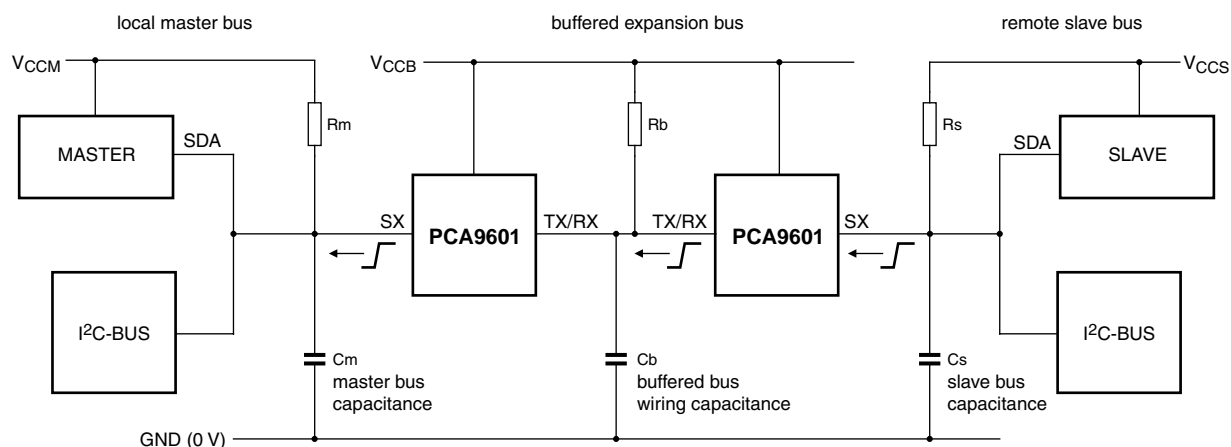 local master bus
buffered expansion bus
remote slave bus
VCCM
VCCB
VCCS
Rm
Rb
Rs
MASTER
SDA
SDA
SLAVE
SX
PCA9601
TX/RX
TX/RX
PCA9601
SX
I²C-BUS
I²C-BUS
Cm
master bus
capacitance
Cb
buffered bus
wiring capacitance
Cs
slave bus
capacitance
GND (0 V)